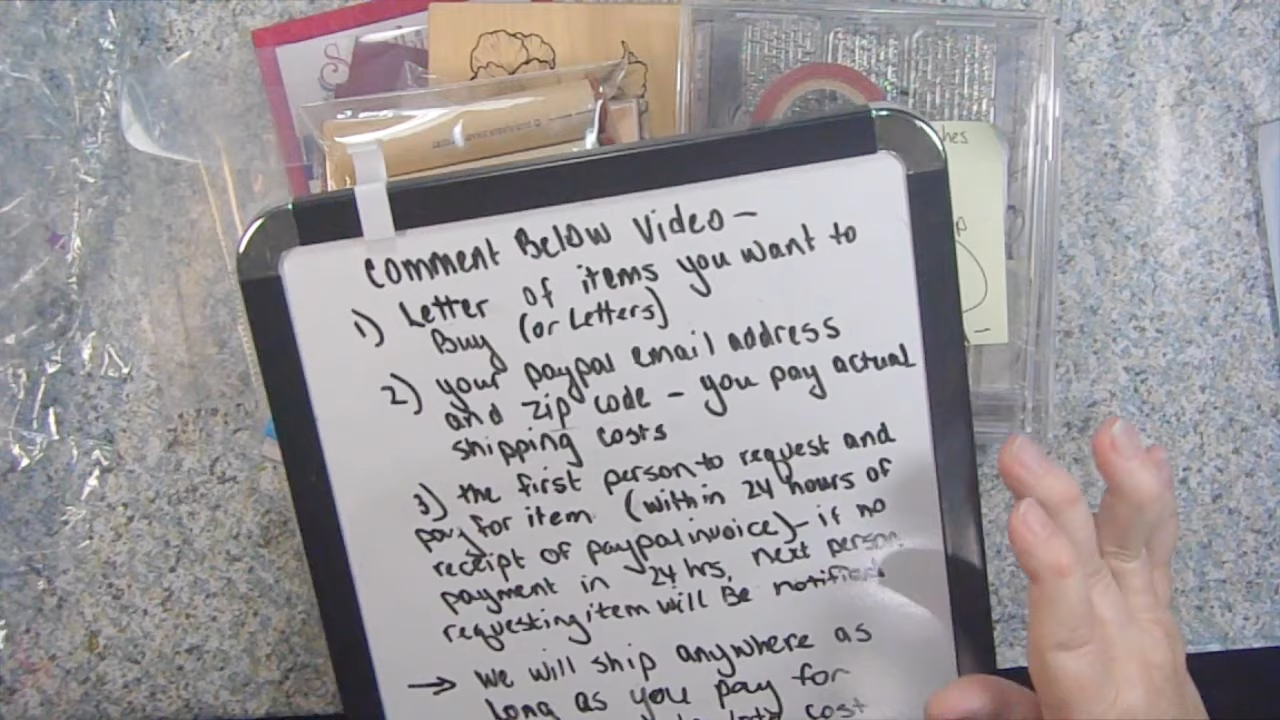 hes
Comment Below Video –
1) Letter of items you want to
Buy (or Letters)
2) your paypal email address
and zip code – you pay actual
shipping costs
3) the first person to request and
pay for item (within 24 hours of
receipt of paypal invoice) – if no
payment in 24 hrs, next person
requesting item will Be notified
→ We will ship anywhere as
long as you pay for
cost